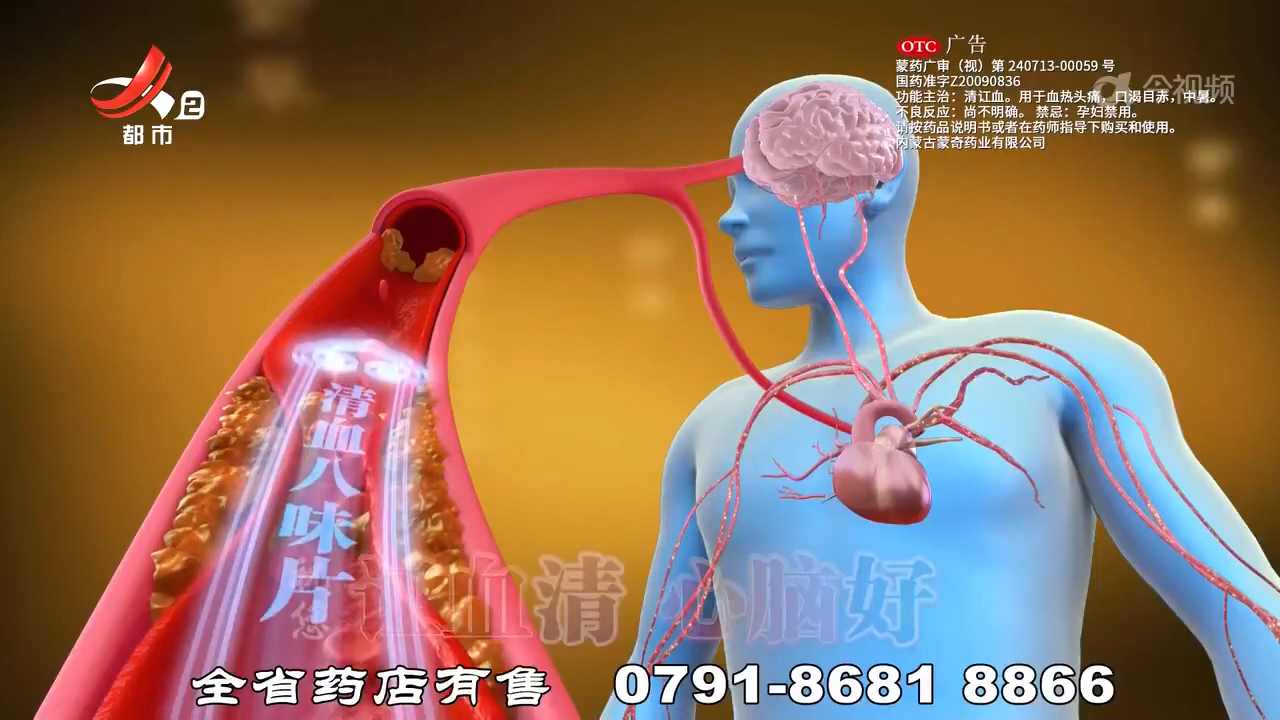 2
都市
OTC 广告
蒙药广审（视）第 240713-00059 号
国药准字Z20090836
功能主治：清讧血。用于血热头痛，口渴目赤，中暑。
不良反应：尚不明确。禁忌：孕妇禁用。
请按药品说明书或者在药师指导下购买和使用。
内蒙古蒙奇药业有限公司
今视频
清血八味片
讧血清 心脑好
全省药店有售 0791-8681 8866